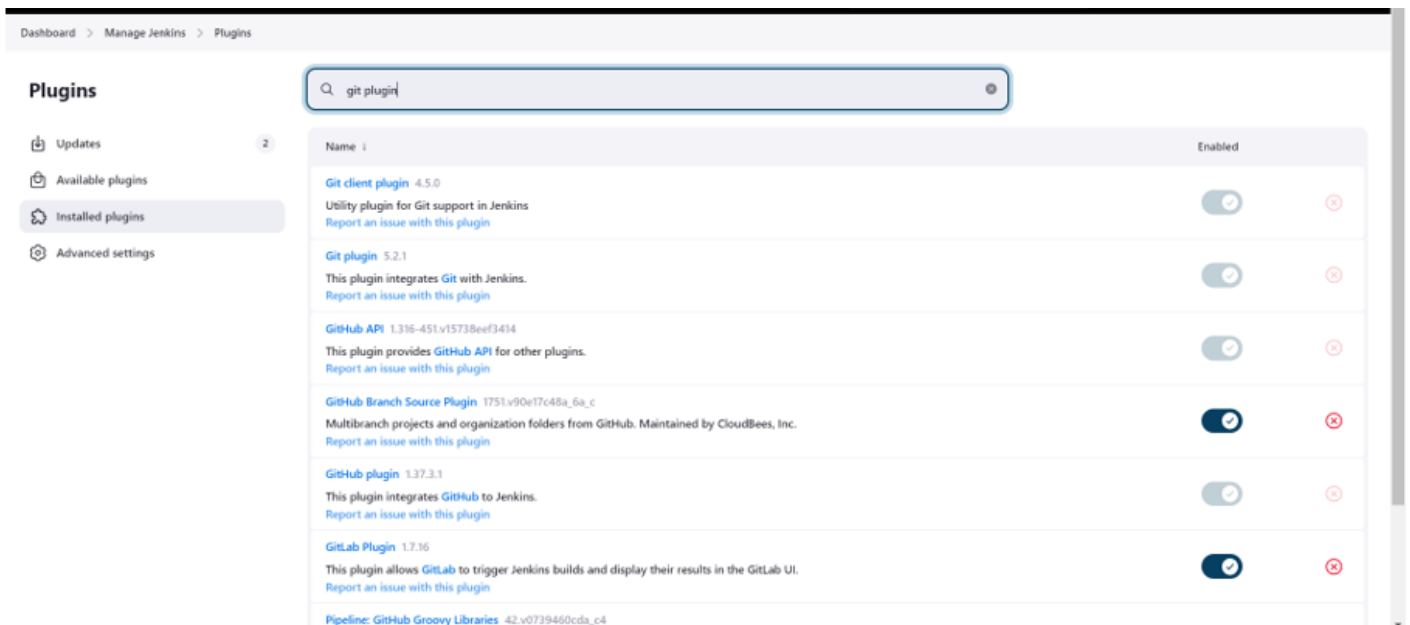 Dashboard > Manage Jenkins > Plugins
Plugins
git plugin
Updates 2
Available plugins
Installed plugins
Advanced settings
Name ↓ Enabled
Git client plugin 4.5.0
Utility plugin for Git support in Jenkins
Report an issue with this plugin
Git plugin 5.2.1
This plugin integrates Git with Jenkins.
Report an issue with this plugin
GitHub API 1.316-451.v15738eef3414
This plugin provides GitHub API for other plugins.
Report an issue with this plugin
GitHub Branch Source Plugin 1751.v90e17c48a_6a_c
Multibranch projects and organization folders from GitHub. Maintained by CloudBees, Inc.
Report an issue with this plugin
GitHub plugin 1.37.3.1
This plugin integrates GitHub to Jenkins.
Report an issue with this plugin
GitLab Plugin 1.7.16
This plugin allows GitLab to trigger Jenkins builds and display their results in the GitLab UI.
Report an issue with this plugin
Pipeline: GitHub Groovy Libraries 42.v0739460cda_c4